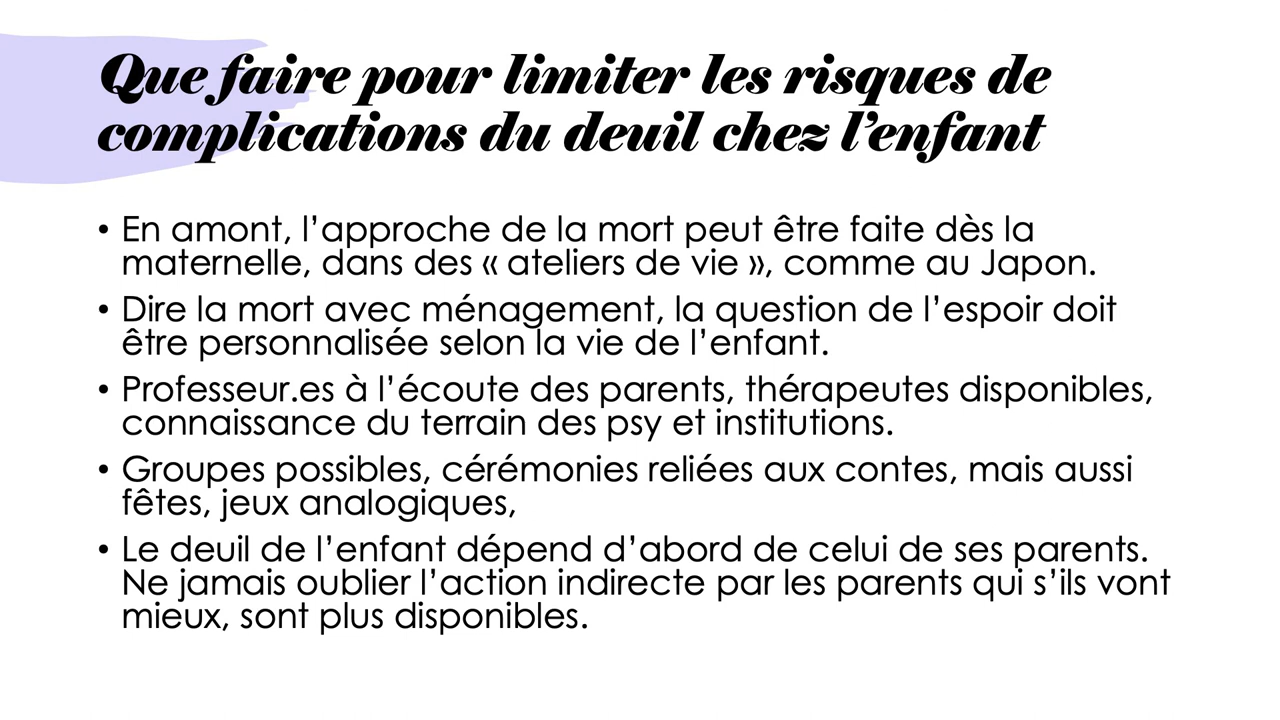 Que faire pour limiter les risques de
complications du deuil chez l’enfant
• En amont, l’approche de la mort peut être faite dès la
maternelle, dans des « ateliers de vie », comme au Japon.
• Dire la mort avec ménagement, la question de l’espoir doit
être personnalisée selon la vie de l’enfant.
• Professeur.es à l’écoute des parents, thérapeutes disponibles,
connaissance du terrain des psy et institutions.
• Groupes possibles, cérémonies reliées aux contes, mais aussi
fêtes, jeux analogiques,
• Le deuil de l’enfant dépend d’abord de celui de ses parents.
Ne jamais oublier l’action indirecte par les parents qui s’ils vont
mieux, sont plus disponibles.